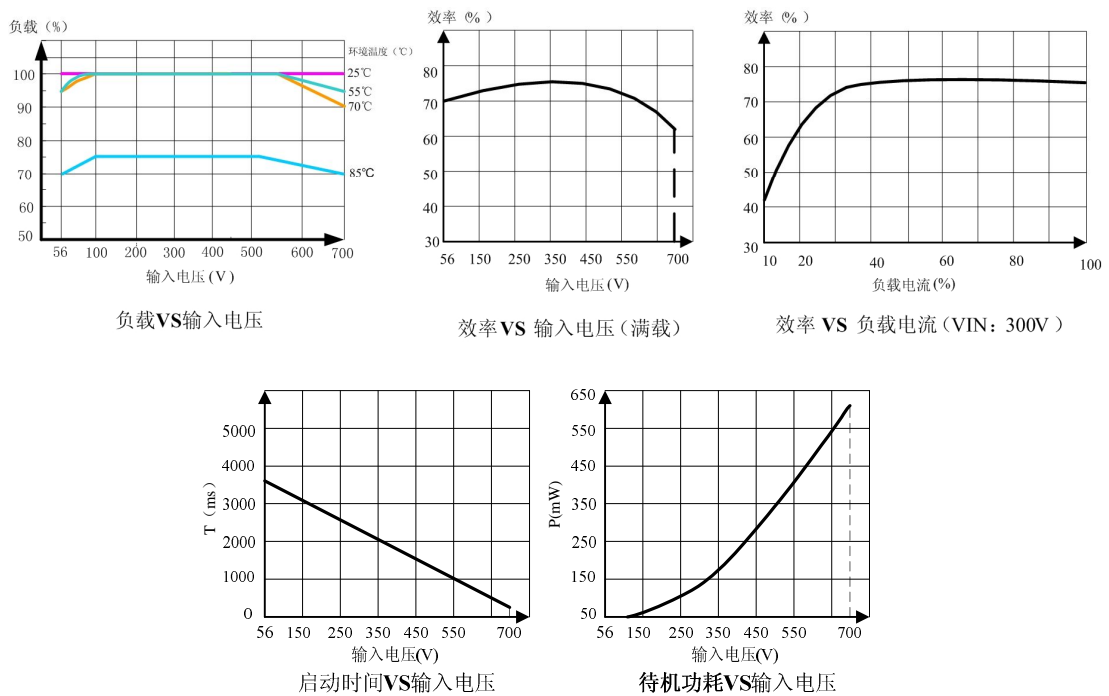 负载（%）
环境温度（℃）
100
90
80
70
60
50
25℃
55℃
70℃
85℃
56 100 200 300 400 500 600 700
输入电压（V ）
负载VS输入电压
效率（%）
80
70
60
50
40
30
56 150 250 350 450 550 700
输入电压(V)
效率VS 输入电压（满载）
效率（%）
80
70
60
50
40
30
10 20 40 60 80 100
负载电流(%)
效率 VS 负载电流（VIN：300V ）
T（ms）
5000
4000
3000
2000
1000
0
56 150 250 350 450 550 700
输入电压(V)
启动时间VS输入电压
P(mW)
650
550
450
350
250
150
50
56 150 250 350 450 550 700
输入电压(V)
待机功耗VS输入电压